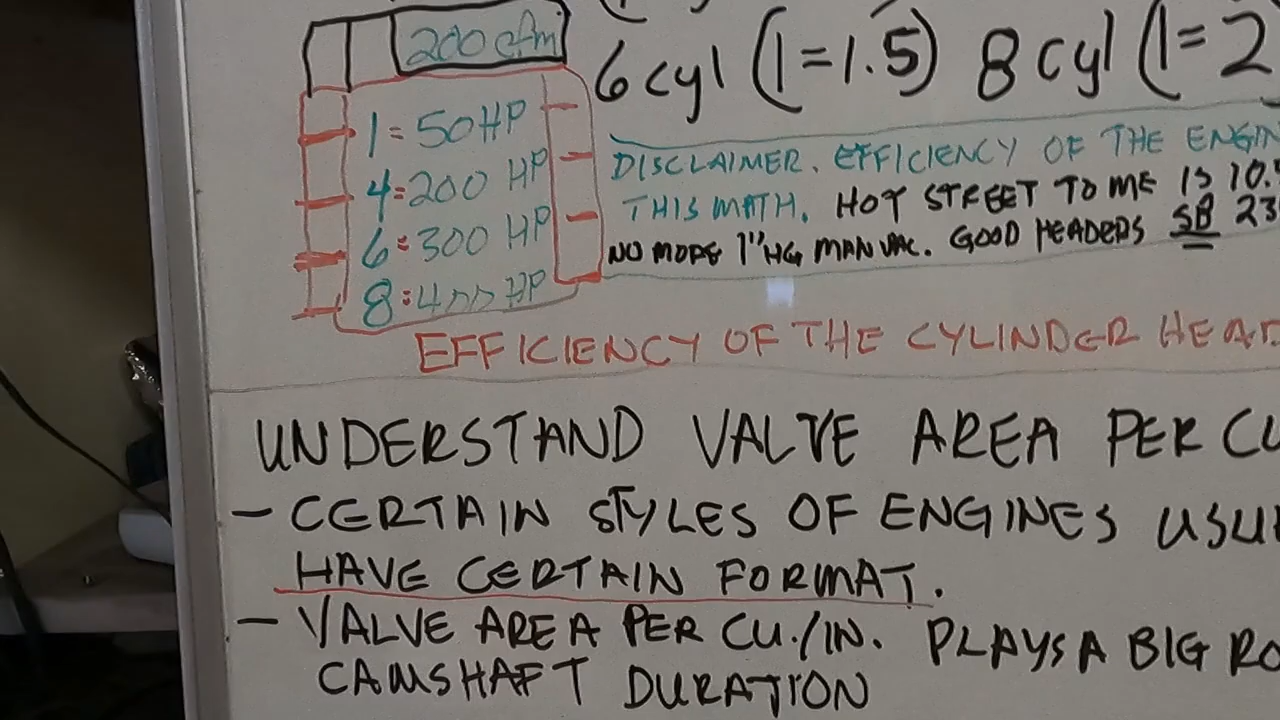 200 cfm
6 cyl (1=1.5) 8 cyl (1=2
1=50HP
4=200 HP
6=300 HP
8=400 HP
DISCLAIMER. EFFICIENCY OF THE ENGIN
THIS MATH. HOT STREET TO ME IS 10.
NO MORE 1"HG MAN VAC. GOOD HEADERS SB 23
EFFICIENCY OF THE CYLINDER HEAD
UNDERSTAND VALVE AREA PER CU
- CERTAIN STYLES OF ENGINES USU
HAVE CERTAIN FORMAT.
- VALVE AREA PER CU./IN. PLAYS A BIG RO
CAMSHAFT DURATION